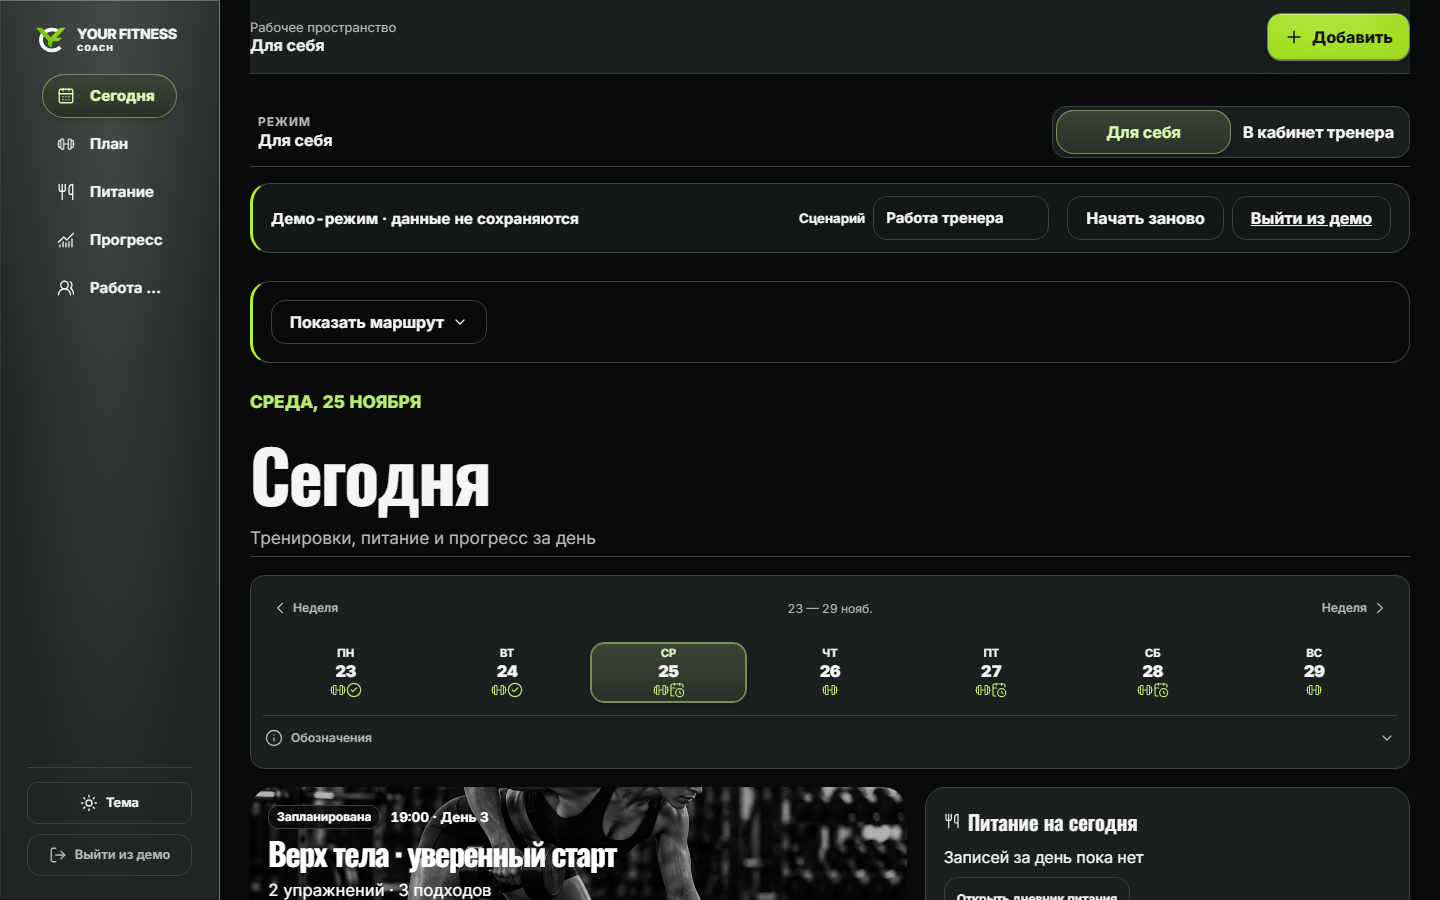 YOUR FITNESS
COACH
Сегодня
План
Питание
Прогресс
Работа ...
Тема
Выйти из демо
Рабочее пространство
Для себя
Добавить
РЕЖИМ
Для себя
Для себя
В кабинет тренера
Демо-режим · данные не сохраняются
Сценарий
Работа тренера
Начать заново
Выйти из демо
Показать маршрут
СРЕДА, 25 НОЯБРЯ
Сегодня
Тренировки, питание и прогресс за день
Неделя
23 — 29 нояб.
Неделя
ПН
23
ВТ
24
СР
25
ЧТ
26
ПТ
27
СБ
28
ВС
29
Обозначения
Запланирована
19:00 · День 3
Верх тела · уверенный старт
2 упражнений · 3 подходов
Питание на сегодня
Записей за день пока нет
Открыть дневник питания